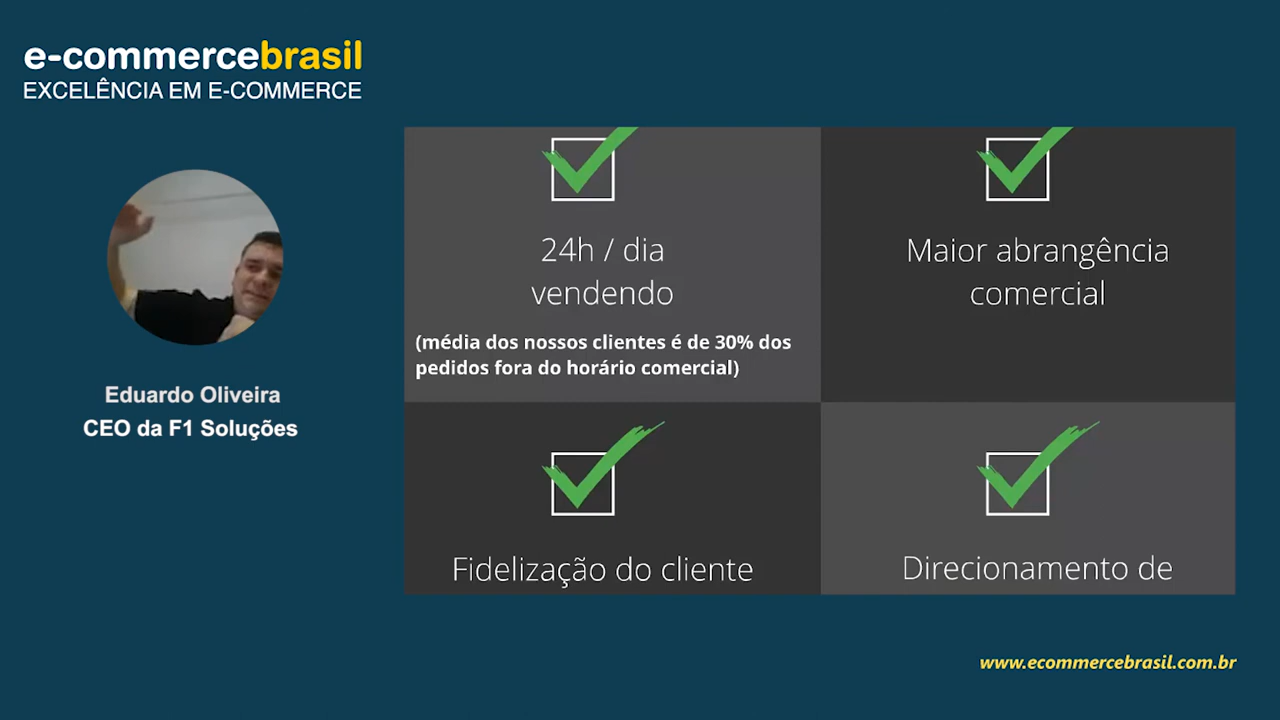 e-commercebrasil
EXCELÊNCIA EM E-COMMERCE
24h / dia
vendendo
(média dos nossos clientes é de 30% dos
pedidos fora do horário comercial)
Maior abrangência
comercial
Fidelização do cliente
Direcionamento de
Eduardo Oliveira
CEO da F1 Soluções
www.ecommercebrasil.com.br